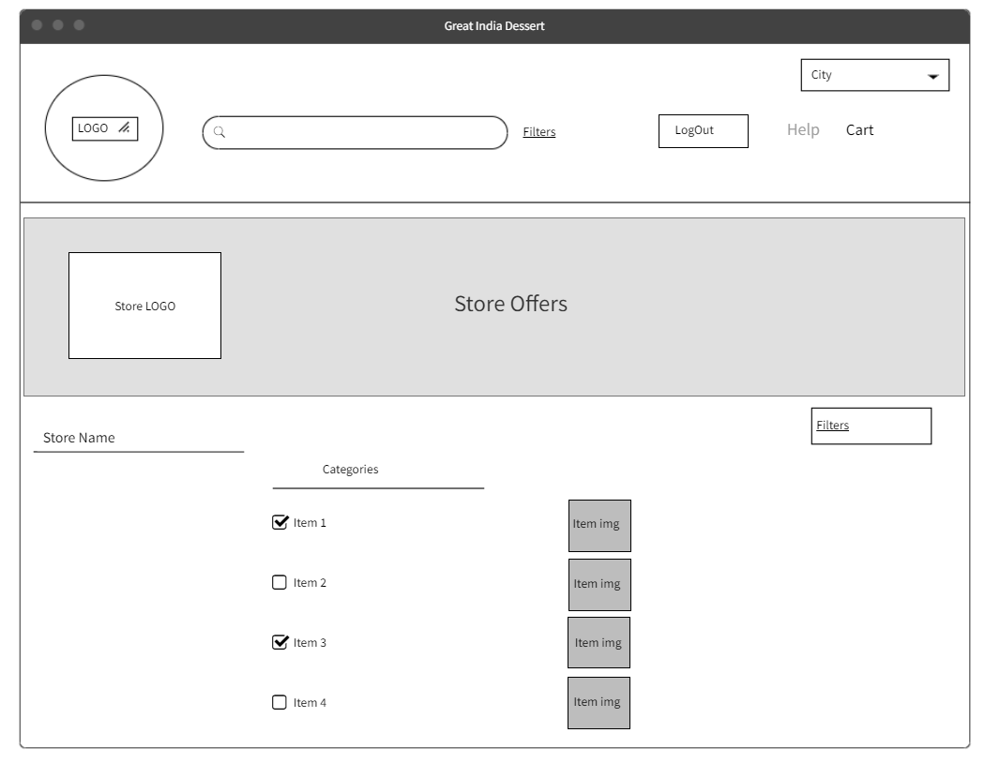 Great India Dessert
City
LOGO
Filters
LogOut
Help
Cart
Store LOGO
Store Offers
Filters
Store Name
Categories
Item 1
Item img
Item 2
Item img
Item 3
Item img
Item 4
Item img